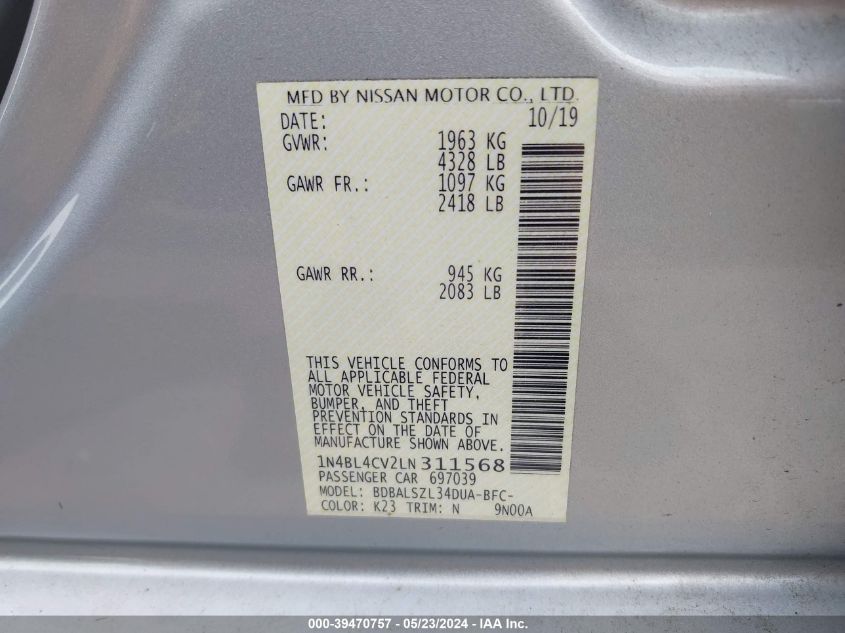 MFD BY NISSAN MOTOR CO., LTD.
DATE: 10/19
GVWR: 1963 KG
4328 LB
GAWR FR.: 1097 KG
2418 LB
GAWR RR.: 945 KG
2083 LB
THIS VEHICLE CONFORMS TO
ALL APPLICABLE FEDERAL
MOTOR VEHICLE SAFETY,
BUMPER, AND THEFT
PREVENTION STANDARDS IN
EFFECT ON THE DATE OF
MANUFACTURE SHOWN ABOVE.
1N4BL4CV2LN311568
PASSENGER CAR 697039
MODEL: BDBALSZL34DUA-BFC-
COLOR: K23 TRIM: N 9N00A
000-39470757 - 05/23/2024 - IAA Inc.